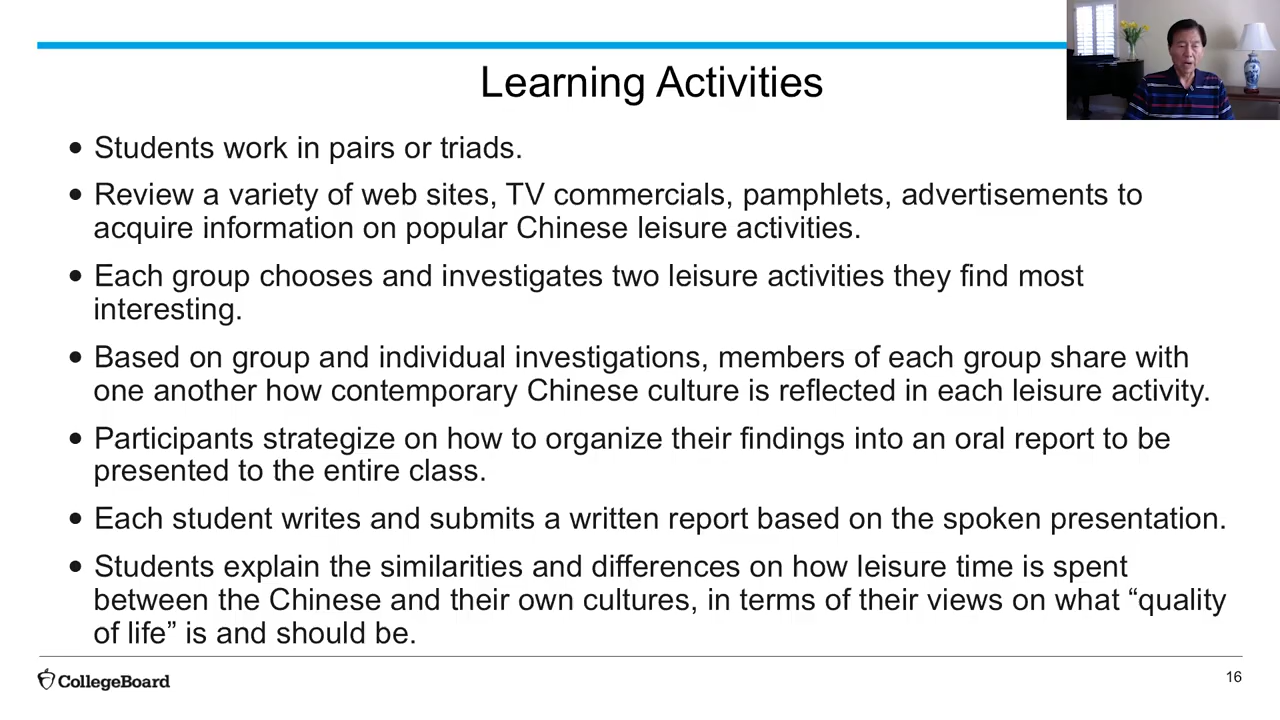 Learning Activities
• Students work in pairs or triads.
• Review a variety of web sites, TV commercials, pamphlets, advertisements to
acquire information on popular Chinese leisure activities.
• Each group chooses and investigates two leisure activities they find most
interesting.
• Based on group and individual investigations, members of each group share with
one another how contemporary Chinese culture is reflected in each leisure activity.
• Participants strategize on how to organize their findings into an oral report to be
presented to the entire class.
• Each student writes and submits a written report based on the spoken presentation.
• Students explain the similarities and differences on how leisure time is spent
between the Chinese and their own cultures, in terms of their views on what “quality
of life” is and should be.
CollegeBoard
16